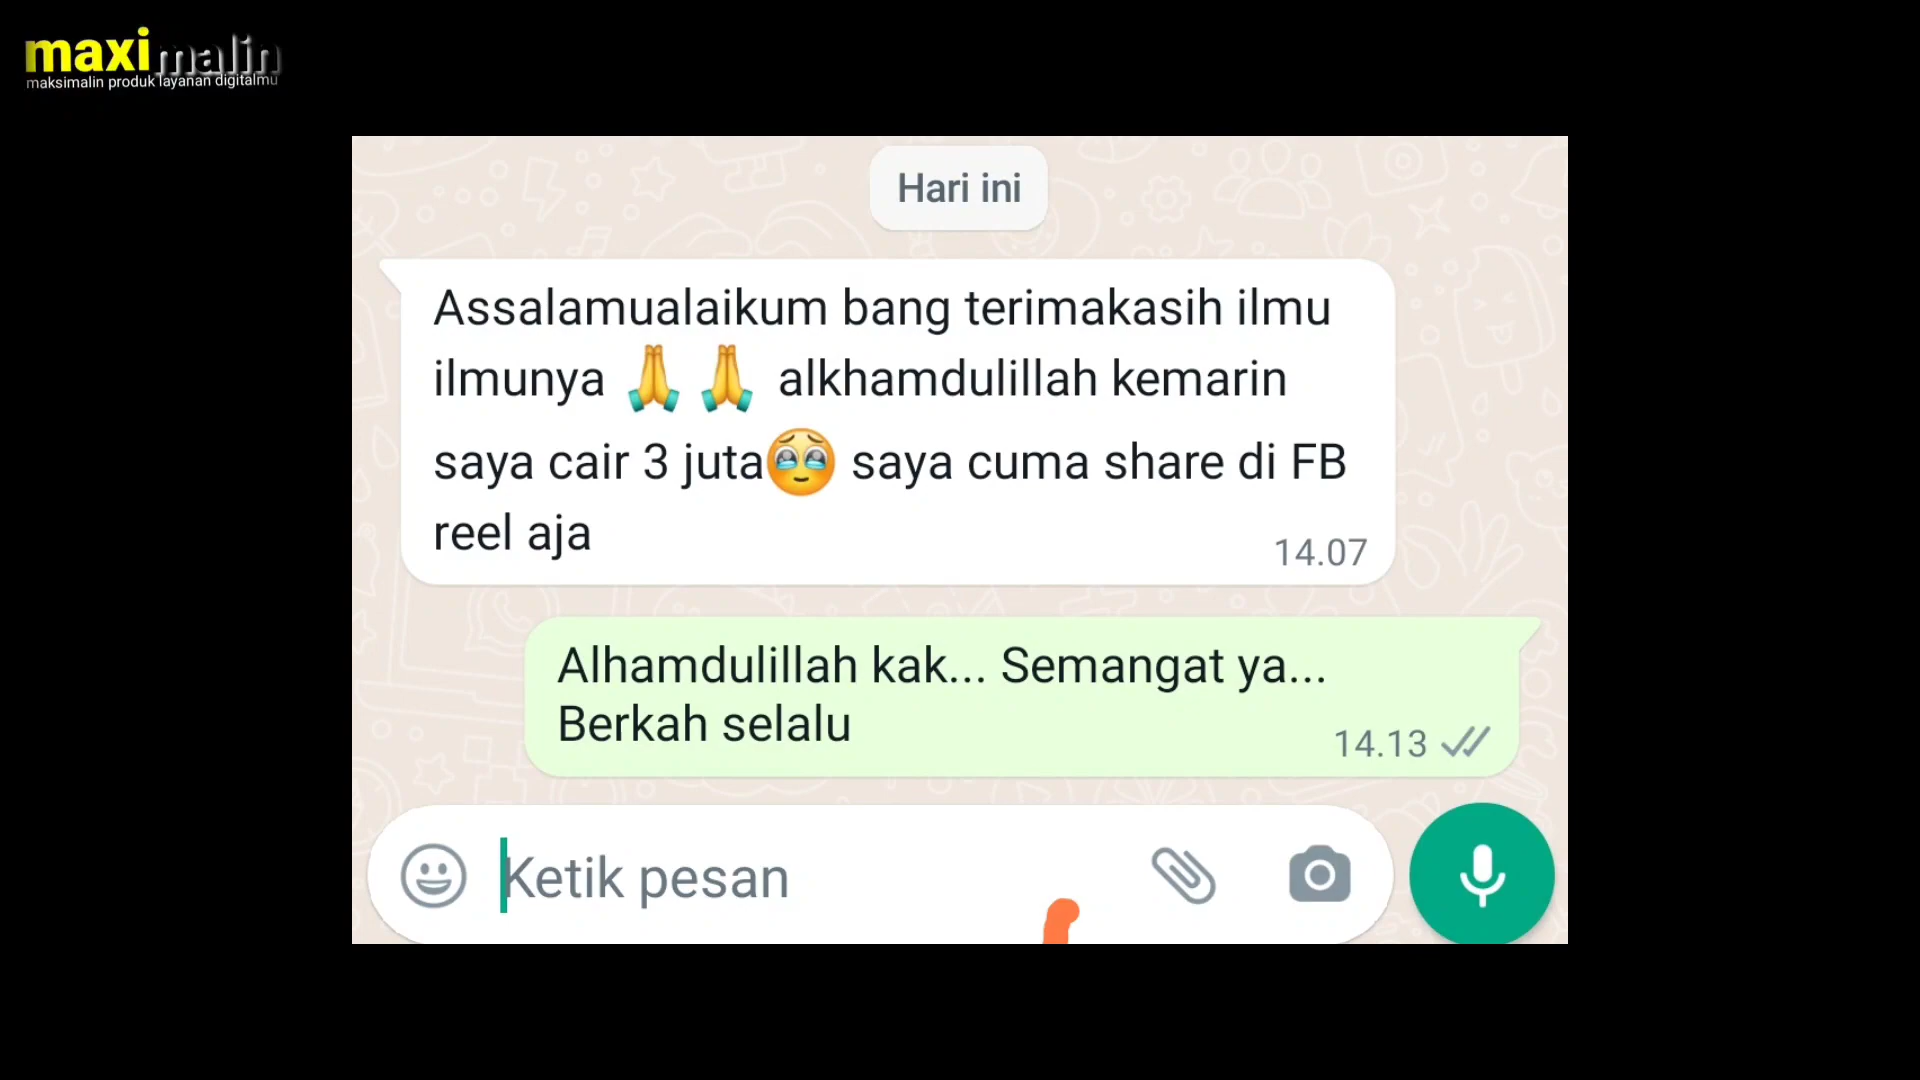 maximalin
maksimalin produk layanan digitalmu
Hari ini
Assalamualaikum bang terimakasih ilmu
ilmunya 🙏🙏 alkhamdulillah kemarin
saya cair 3 juta🥹 saya cuma share di FB
reel aja
14.07
Alhamdulillah kak... Semangat ya...
Berkah selalu
14.13
Ketik pesan